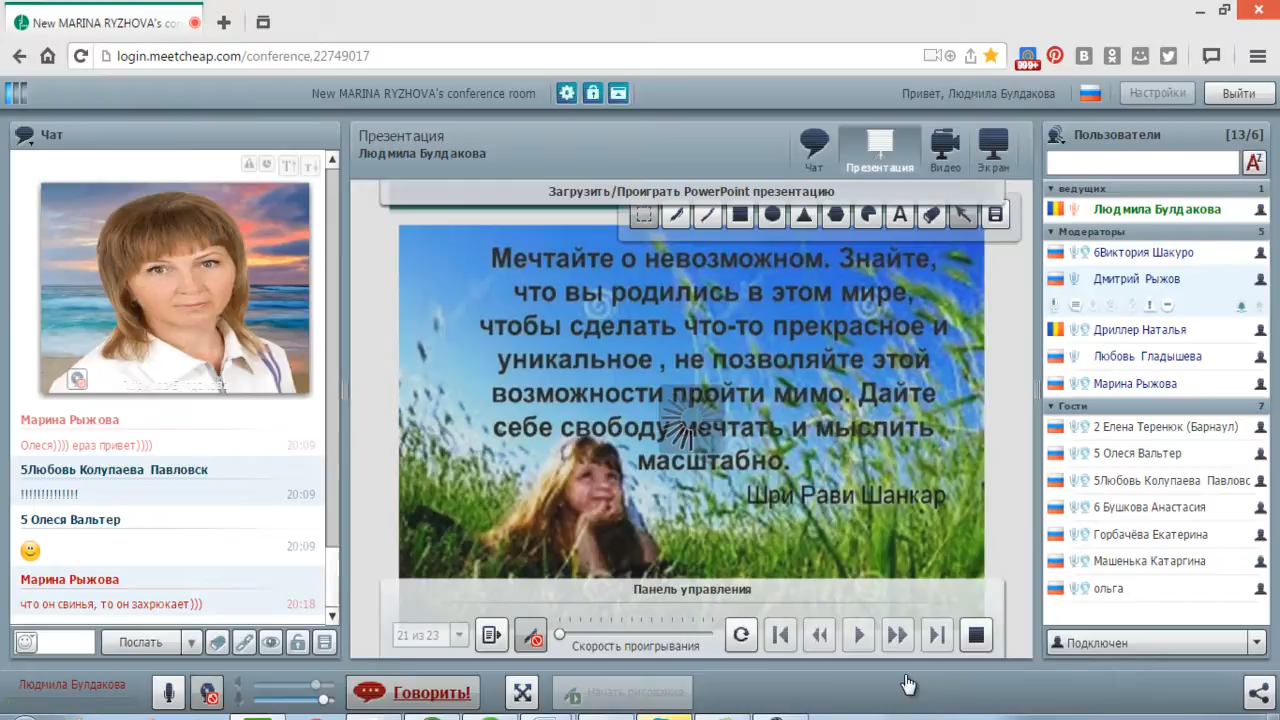 New MARINA RYZHOVA's con
login.meetcheap.com/conference,22749017
999+
New MARINA RYZHOVA's conference room
Привет, Людмила Булдакова
Настройки
Выйти
Чат
Марина Рыжова
Олеся)))) ераз привет))))
20:09
5Любовь Колупаева Павловск
!!!!!!!!!!!!!!
20:09
5 Олеся Вальтер
20:09
Марина Рыжова
что он свинья, то он захрюкает)))
20:18
Послать
Презентация
Людмила Булдакова
Чат
Презентация
Видео
Экран
Загрузить/Проиграть PowerPoint презентацию
Мечтайте о невозможном. Знайте,
что вы родились в этом мире,
чтобы сделать что-то прекрасное и
уникальное , не позволяйте этой
возможности пройти мимо. Дайте
себе свободу мечтать и мыслить
масштабно.
Шри Рави Шанкар
Панель управления
21 из 23
Скорость проигрывания
Пользователи
[13/6]
ведущих
1
Людмила Булдакова
Модераторы
5
6Виктория Шакуро
Дмитрий Рыжов
Дриллер Наталья
Любовь Гладышева
Марина Рыжова
Гости
7
2 Елена Теренюк (Барнаул)
5 Олеся Вальтер
5Любовь Колупаева Павловс
6 Бушкова Анастасия
Горбачёва Екатерина
Машенька Катаргина
ольга
Подключен
Людмила Булдакова
Говорить!
Начать рисование